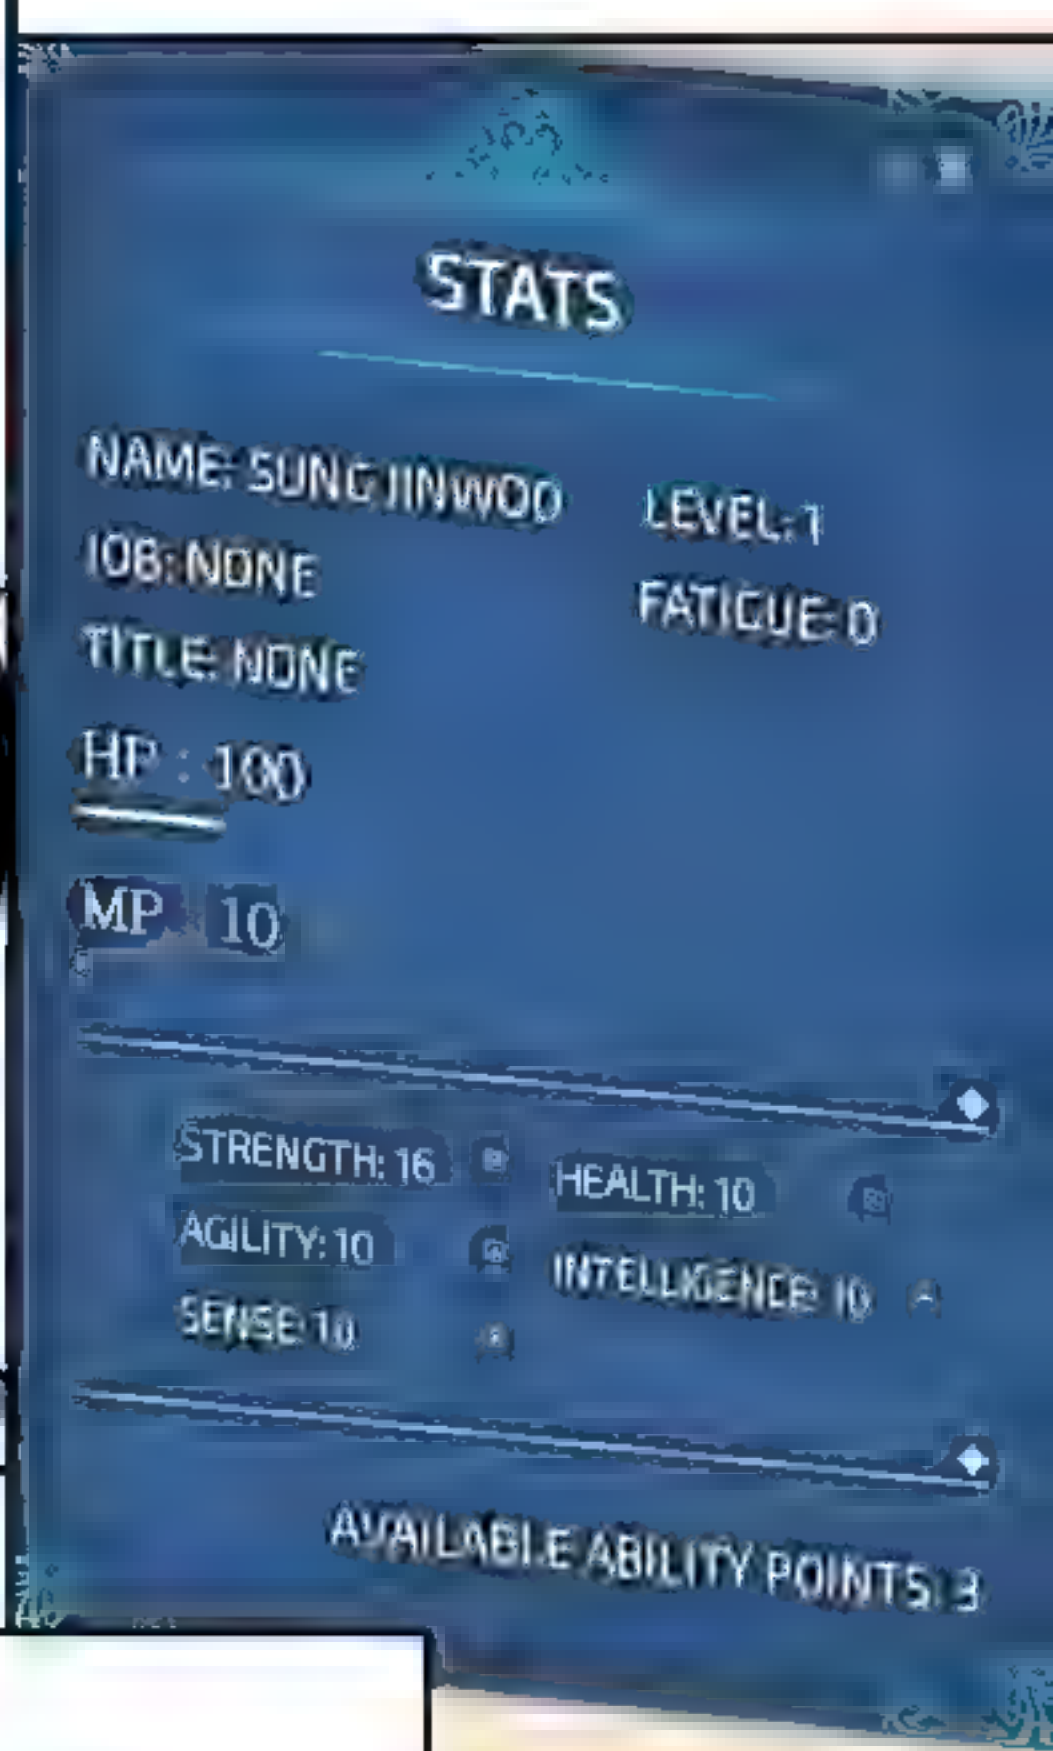 STATS
NAME: SUNG JINWOO
LEVEL: 1
JOB: NONE
FATIGUE: 0
TITLE: NONE
HP : 100
MP 10
STRENGTH: 16
HEALTH: 10
AGILITY: 10
INTELLIGENCE: 10
SENSE: 10
AVAILABLE ABILITY POINTS: 3